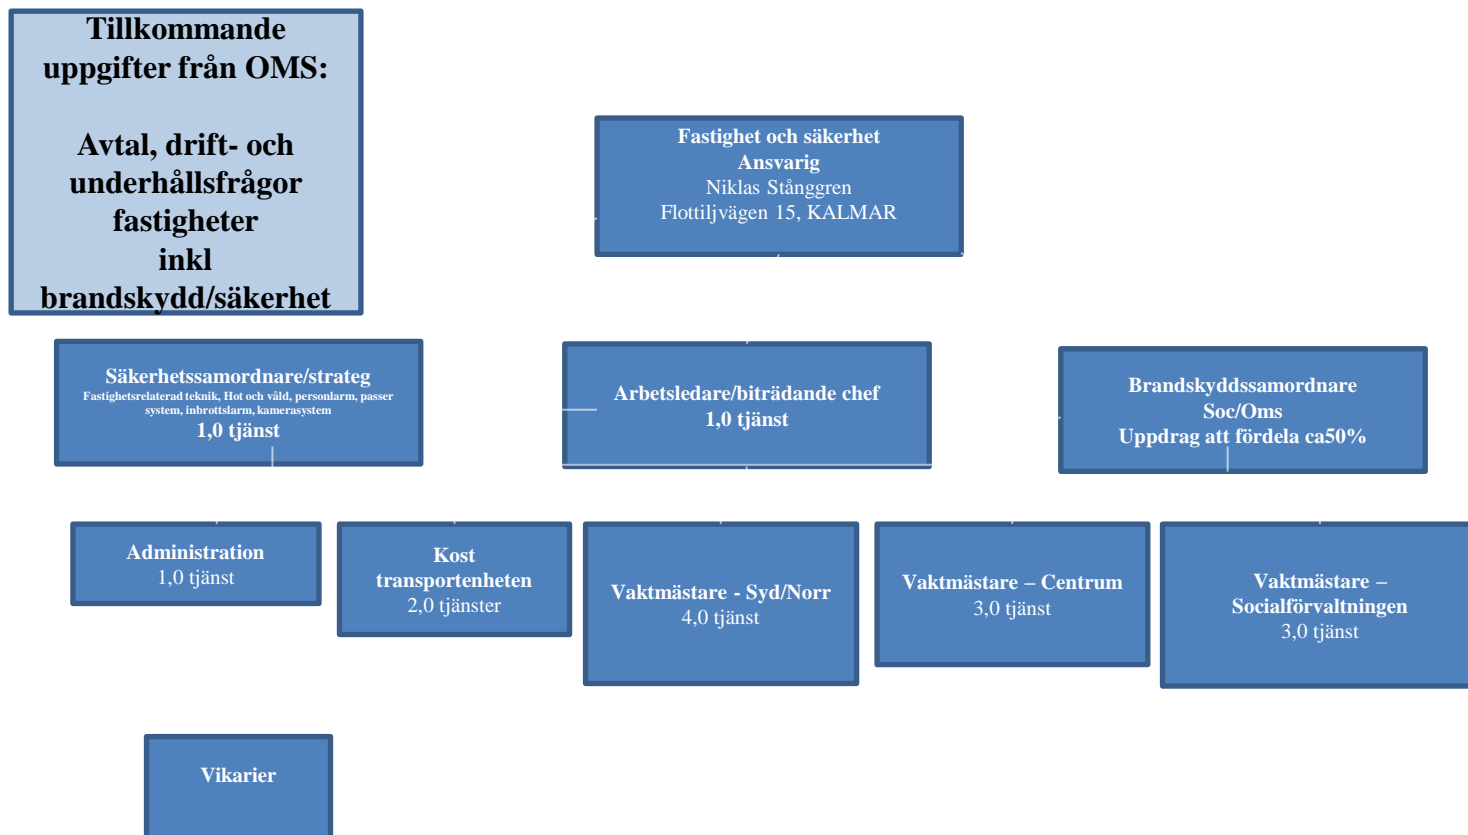 Tillkommande
uppgifter från OMS:
Avtal, drift- och
underhållsfrågor
fastigheter
inkl
brandskydd/säkerhet
Fastighet och säkerhet
Ansvarig
Niklas Stånggren
Flottiljvägen 15, KALMAR
Säkerhetssamordnare/strateg
Fastighetsrelaterad teknik, Hot och våld, personlarm, passer
system, inbrottslarm, kamerasystem
1,0 tjänst
Arbetsledare/biträdande chef
1,0 tjänst
Brandskyddssamordnare
Soc/Oms
Uppdrag att fördela ca50%
Administration
1,0 tjänst
Kost
transportenheten
2,0 tjänster
Vaktmästare - Syd/Norr
4,0 tjänst
Vaktmästare – Centrum
3,0 tjänst
Vaktmästare –
Socialförvaltningen
3,0 tjänst
Vikarier